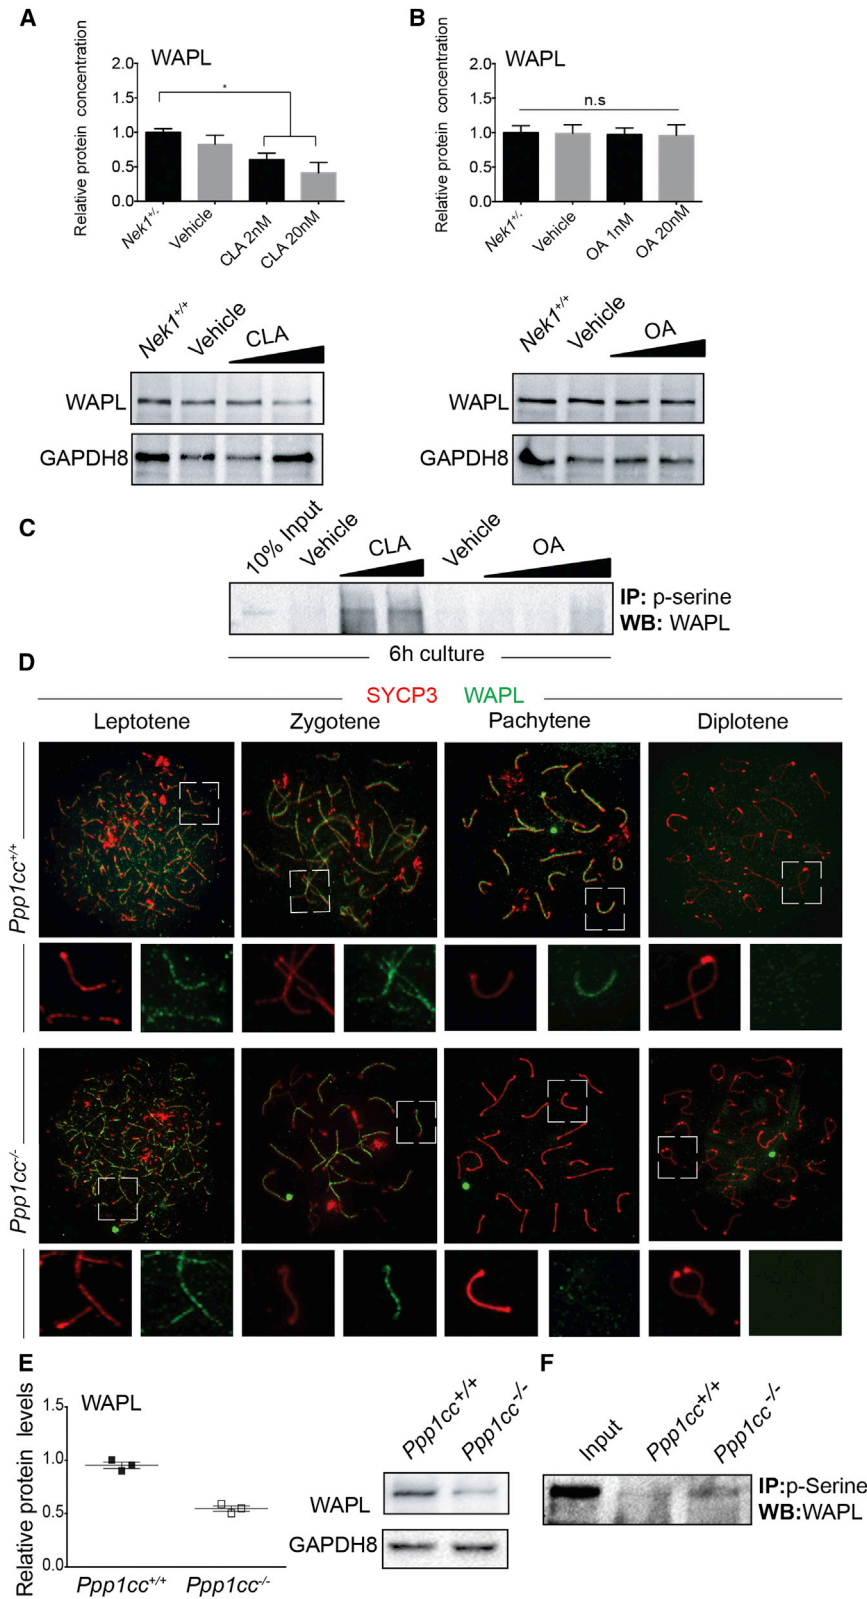 A
WAPL
Relative protein concentration
2.0
1.5
1.0
0.5
0.0
*
Nek1+/-
Vehicle
CLA 2nM
CLA 20nM
Nek1+/+
Vehicle
CLA
WAPL
GAPDH8
B
WAPL
Relative protein concentration
2.0
1.5
1.0
0.5
0.0
n.s
Nek1+/-
Vehicle
OA 1nM
OA 20nM
Nek1+/+
Vehicle
OA
WAPL
GAPDH8
C
10% Input
Vehicle
CLA
Vehicle
OA
IP: p-serine
WB: WAPL
6h culture
D
SYCP3 WAPL
Leptotene Zygotene Pachytene Diplotene
Ppp1cc+/+
Ppp1cc-/-
E
WAPL
Relative protein levels
1.5
1.0
0.5
0.0
Ppp1cc+/+ Ppp1cc-/-
Ppp1cc+/+
Ppp1cc-/-
WAPL
GAPDH8
F
Input
Ppp1cc+/+
Ppp1cc-/-
IP:p-Serine
WB:WAPL